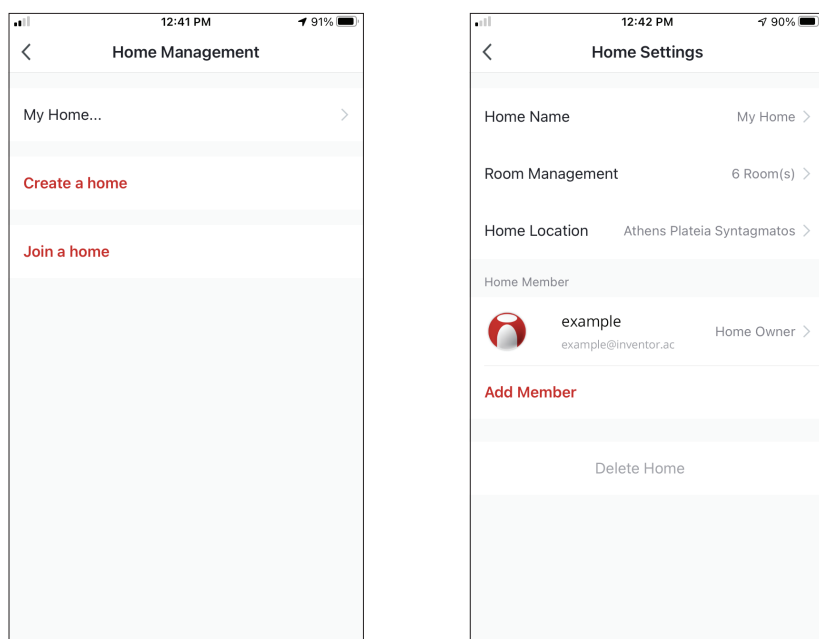 12:41 PM
91%
Home Management
My Home...
Create a home
Join a home
12:42 PM
90%
Home Settings
Home Name
My Home
Room Management
6 Room(s)
Home Location
Athens Plateia Syntagmatos
Home Member
example
example@inventor.ac
Home Owner
Add Member
Delete Home